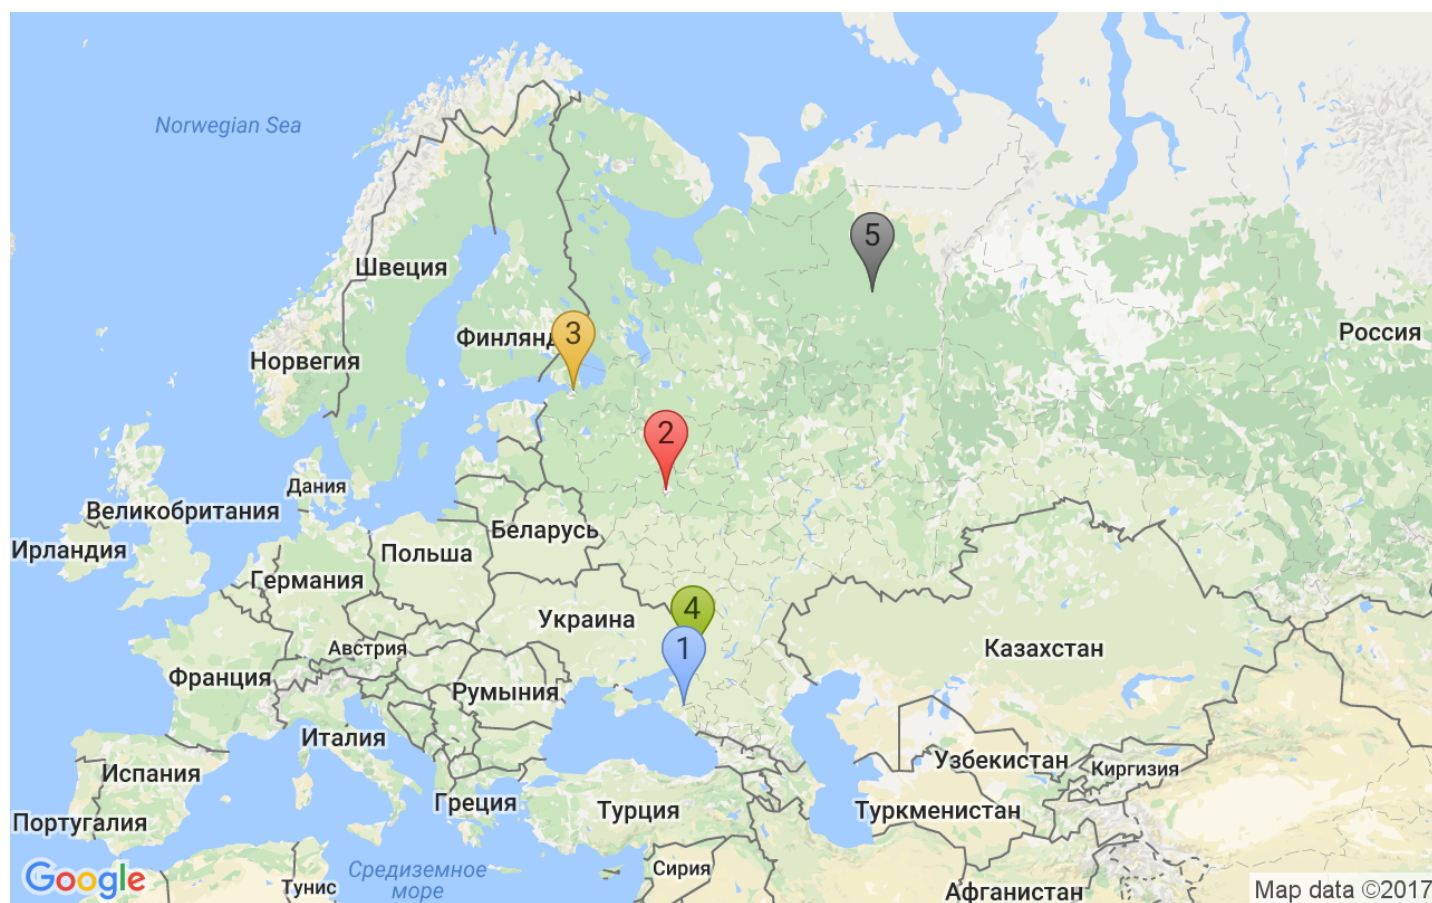 Norwegian Sea
5
Швеция
3
Финлянд
Россия
Норвегия
2
Дания
Великобритания
Беларусь
Ирландия
Польша
Германия
4
Украина
1
Австрия
Казахстан
Франция
Румыния
Италия
Узбекистан
Испания
Киргизия
Греция
Турция
Туркменистан
Португалия
Средиземное
море
Сирия
Google
Тунис
Афганистан
Map data ©2017